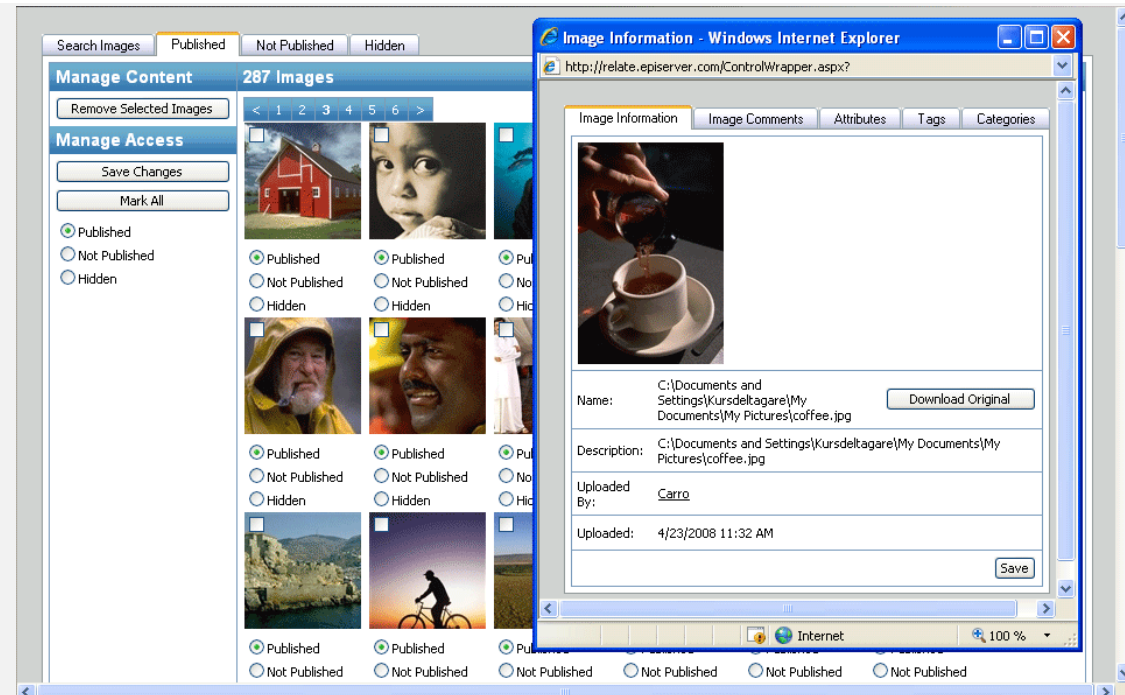 Search Images
Published
Not Published
Hidden
Manage Content
Remove Selected Images
Manage Access
Save Changes
Mark All
Published
Not Published
Hidden
287 Images
< 1 2 3 4 5 6 >
Published
Published
Not Published
Not Published
Hidden
Hidden
Published
Published
Not Published
Not Published
Hidden
Hidden
Published
Published
Not Published
Not Published
Not Published
Not Published
Not Published
Not Published
Image Information - Windows Internet Explorer
http://relate.episerver.com/ControlWrapper.aspx?
Image Information
Image Comments
Attributes
Tags
Categories
Name:
C:\Documents and
Settings\Kursdeltagare\My
Documents\My Pictures\coffee.jpg
Download Original
Description:
C:\Documents and Settings\Kursdeltagare\My Documents\My
Pictures\coffee.jpg
Uploaded
By:
Carro
Uploaded:
4/23/2008 11:32 AM
Save
Internet
100 %